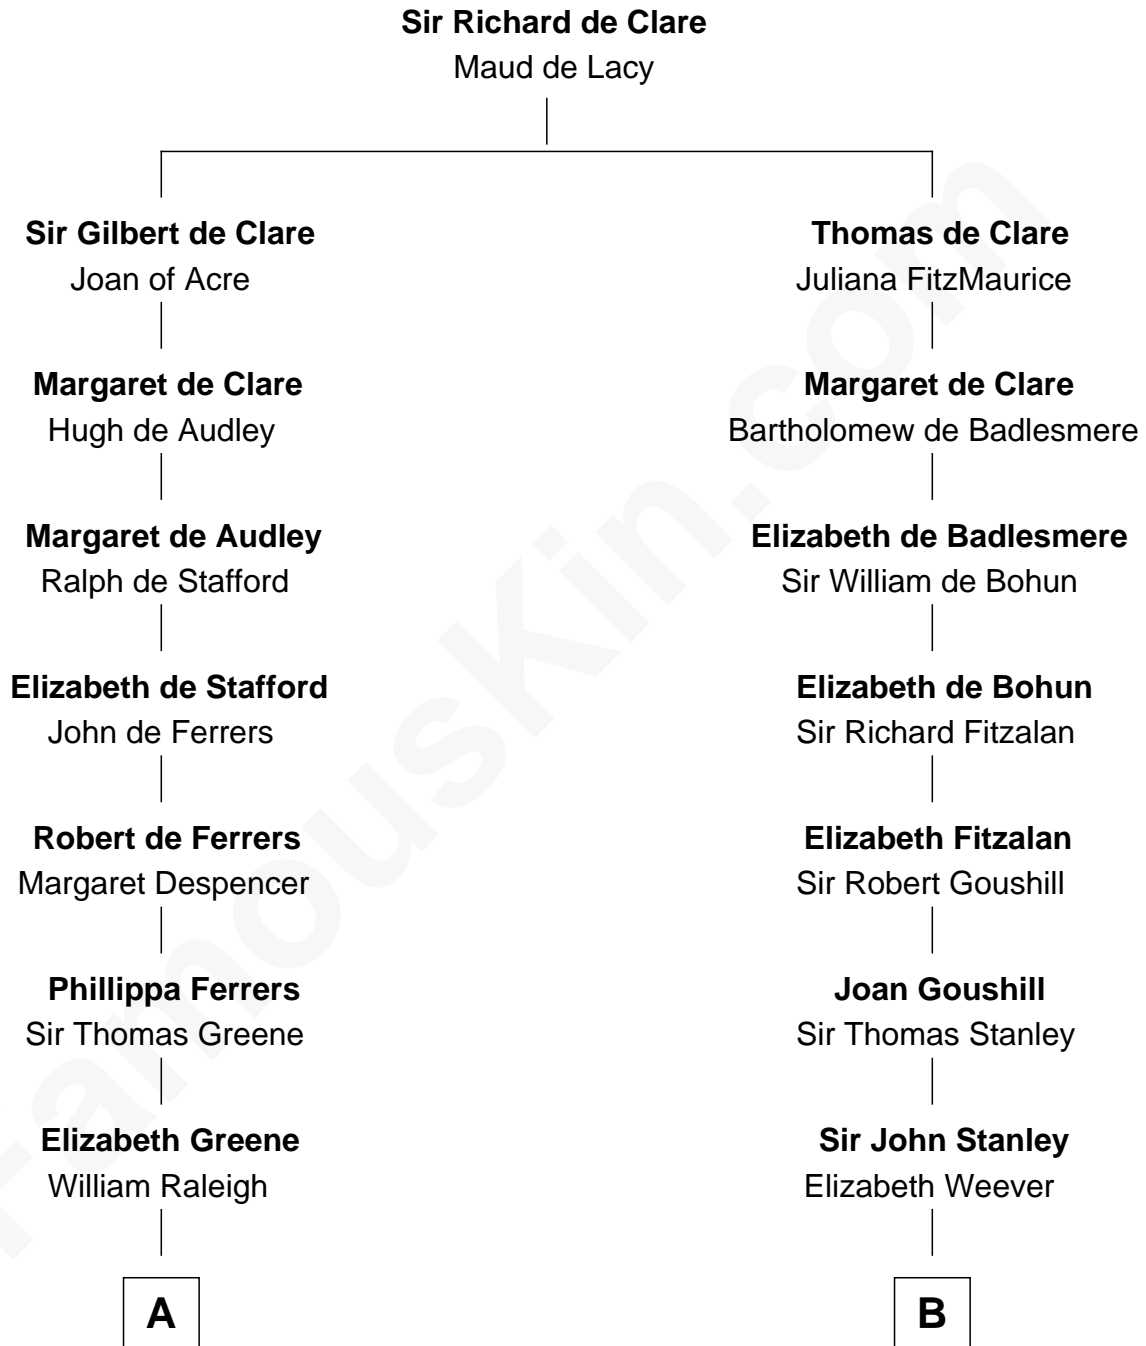 Sir Richard de Clare
Maud de Lacy
Sir Gilbert de Clare
Joan of Acre
Thomas de Clare
Juliana FitzMaurice
Margaret de Clare
Hugh de Audley
Margaret de Clare
Bartholomew de Badlesmere
Margaret de Audley
Ralph de Stafford
Elizabeth de Badlesmere
Sir William de Bohun
Elizabeth de Stafford
John de Ferrers
Elizabeth de Bohun
Sir Richard Fitzalan
Robert de Ferrers
Margaret Despencer
Elizabeth Fitzalan
Sir Robert Goushill
Phillippa Ferrers
Sir Thomas Greene
Joan Goushill
Sir Thomas Stanley
Elizabeth Greene
William Raleigh
Sir John Stanley
Elizabeth Weever
A
B
FamousKin.com